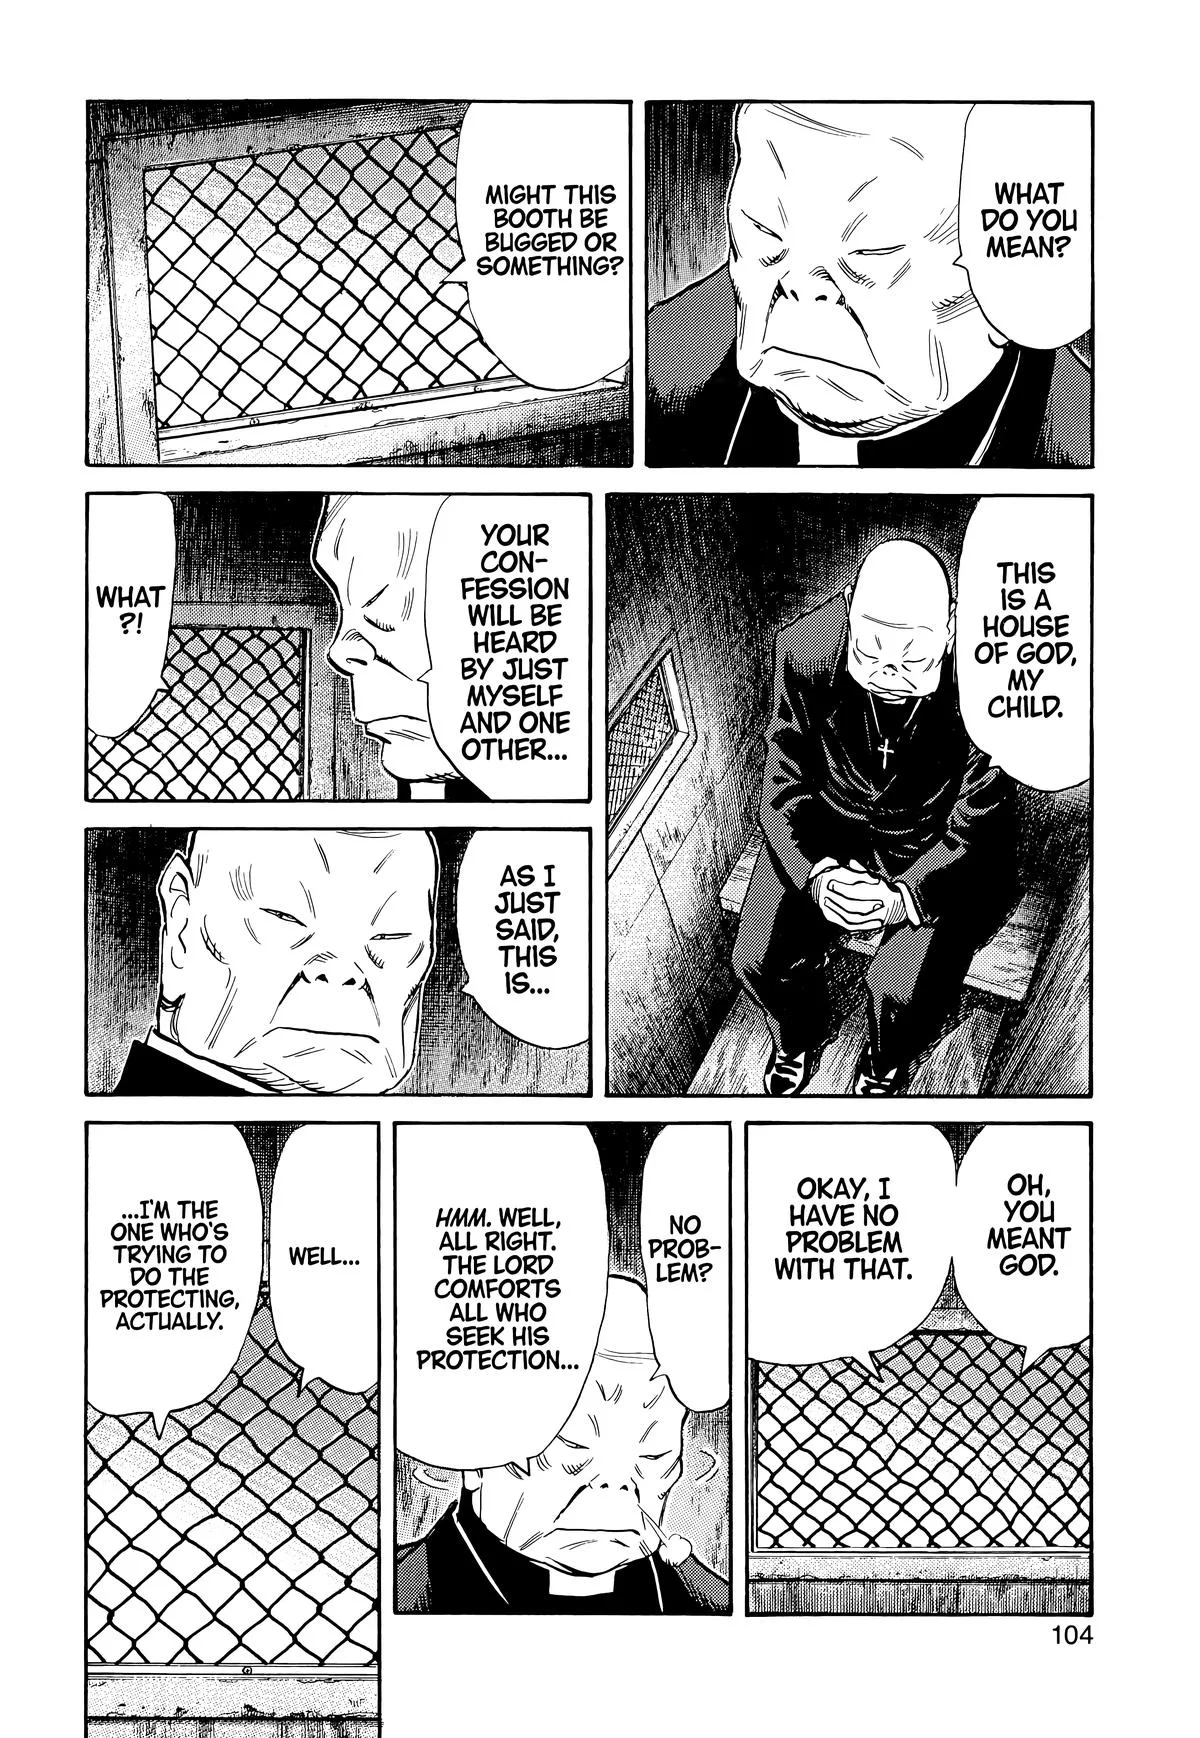 WHAT
DO YOU
MEAN?
MIGHT THIS
BOOTH BE
BUGGED OR
SOMETHING?
THIS
IS A
HOUSE
OF GOD,
MY
CHILD.
YOUR
CON-
FESSION
WILL BE
HEARD
BY JUST
MYSELF
AND ONE
OTHER...
WHAT
?!
AS I
JUST
SAID,
THIS
IS...
OH,
YOU
MEANT
GOD.
OKAY, I
HAVE NO
PROBLEM
WITH THAT.
NO
PROB-
LEM?
HMM. WELL,
ALL RIGHT.
THE LORD
COMFORTS
ALL WHO
SEEK HIS
PROTECTION...
WELL...
...I'M THE
ONE WHO'S
TRYING TO
DO THE
PROTECTING,
ACTUALLY.
104